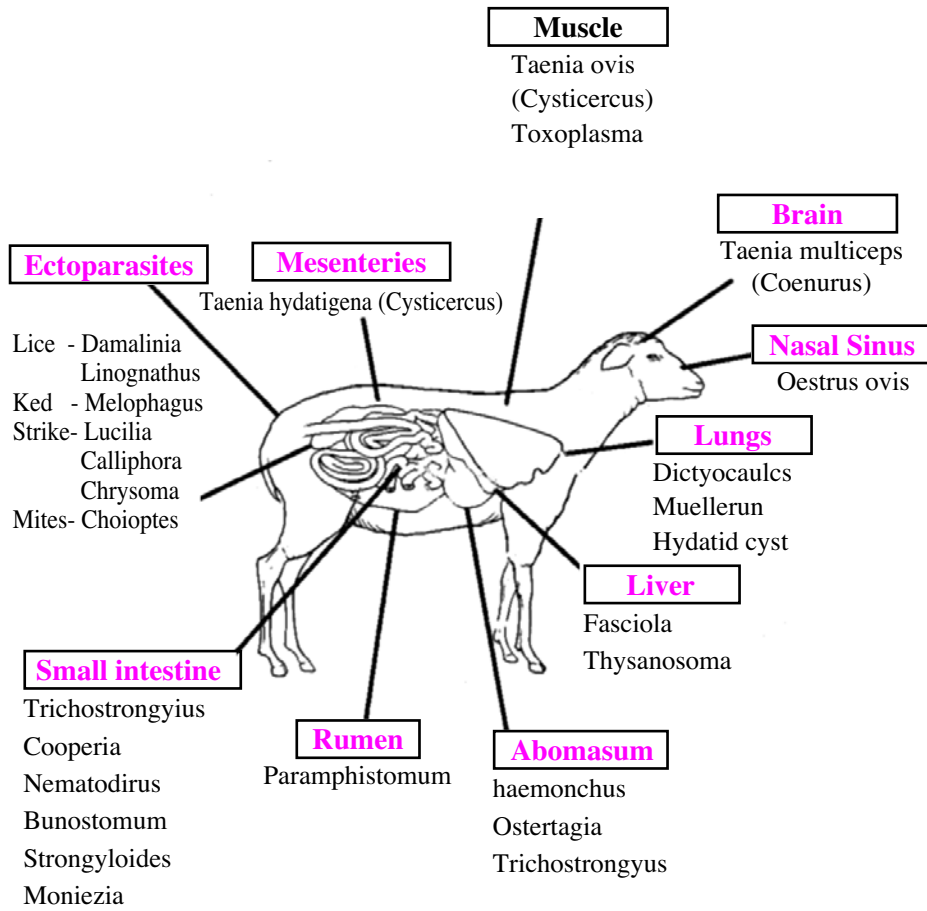 Muscle
Taenia ovis
(Cysticercus)
Toxoplasma
Brain
Taenia multiceps
(Coenurus)
Ectoparasites
Mesenteries
Taenia hydatigena (Cysticercus)
Lice - Damalinia
Linognathus
Ked - Melophagus
Strike- Lucilia
Calliphora
Chrysoma
Mites- Choioptes
Nasal Sinus
Oestrus ovis
Lungs
Dictyocaulcs
Muellerun
Hydatid cyst
Liver
Fasciola
Thysanosoma
Small intestine
Trichostrongyius
Cooperia
Nematodirus
Bunostomum
Strongyloides
Moniezia
Rumen
Paramphistomum
Abomasum
haemonchus
Ostertagia
Trichostrongyus